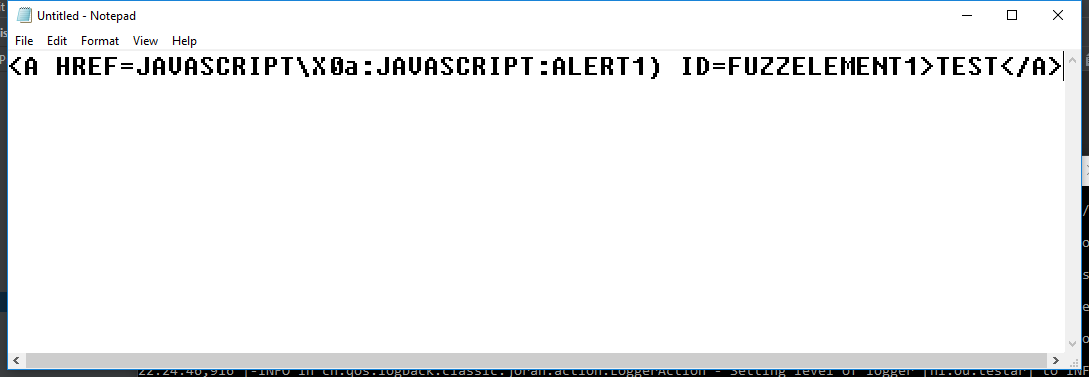 Untitled - Notepad
File Edit Format View Help
<A HREF=JAVASCRIPT\X0a:JAVASCRIPT:ALERT1) ID=FUZZELEMENT1>TEST</A>
22:24:46,916 |-INFO in ch.qos.logback.classic.joran.action.LoggerAction - Setting level of logger [nl.ou.testar] to INF